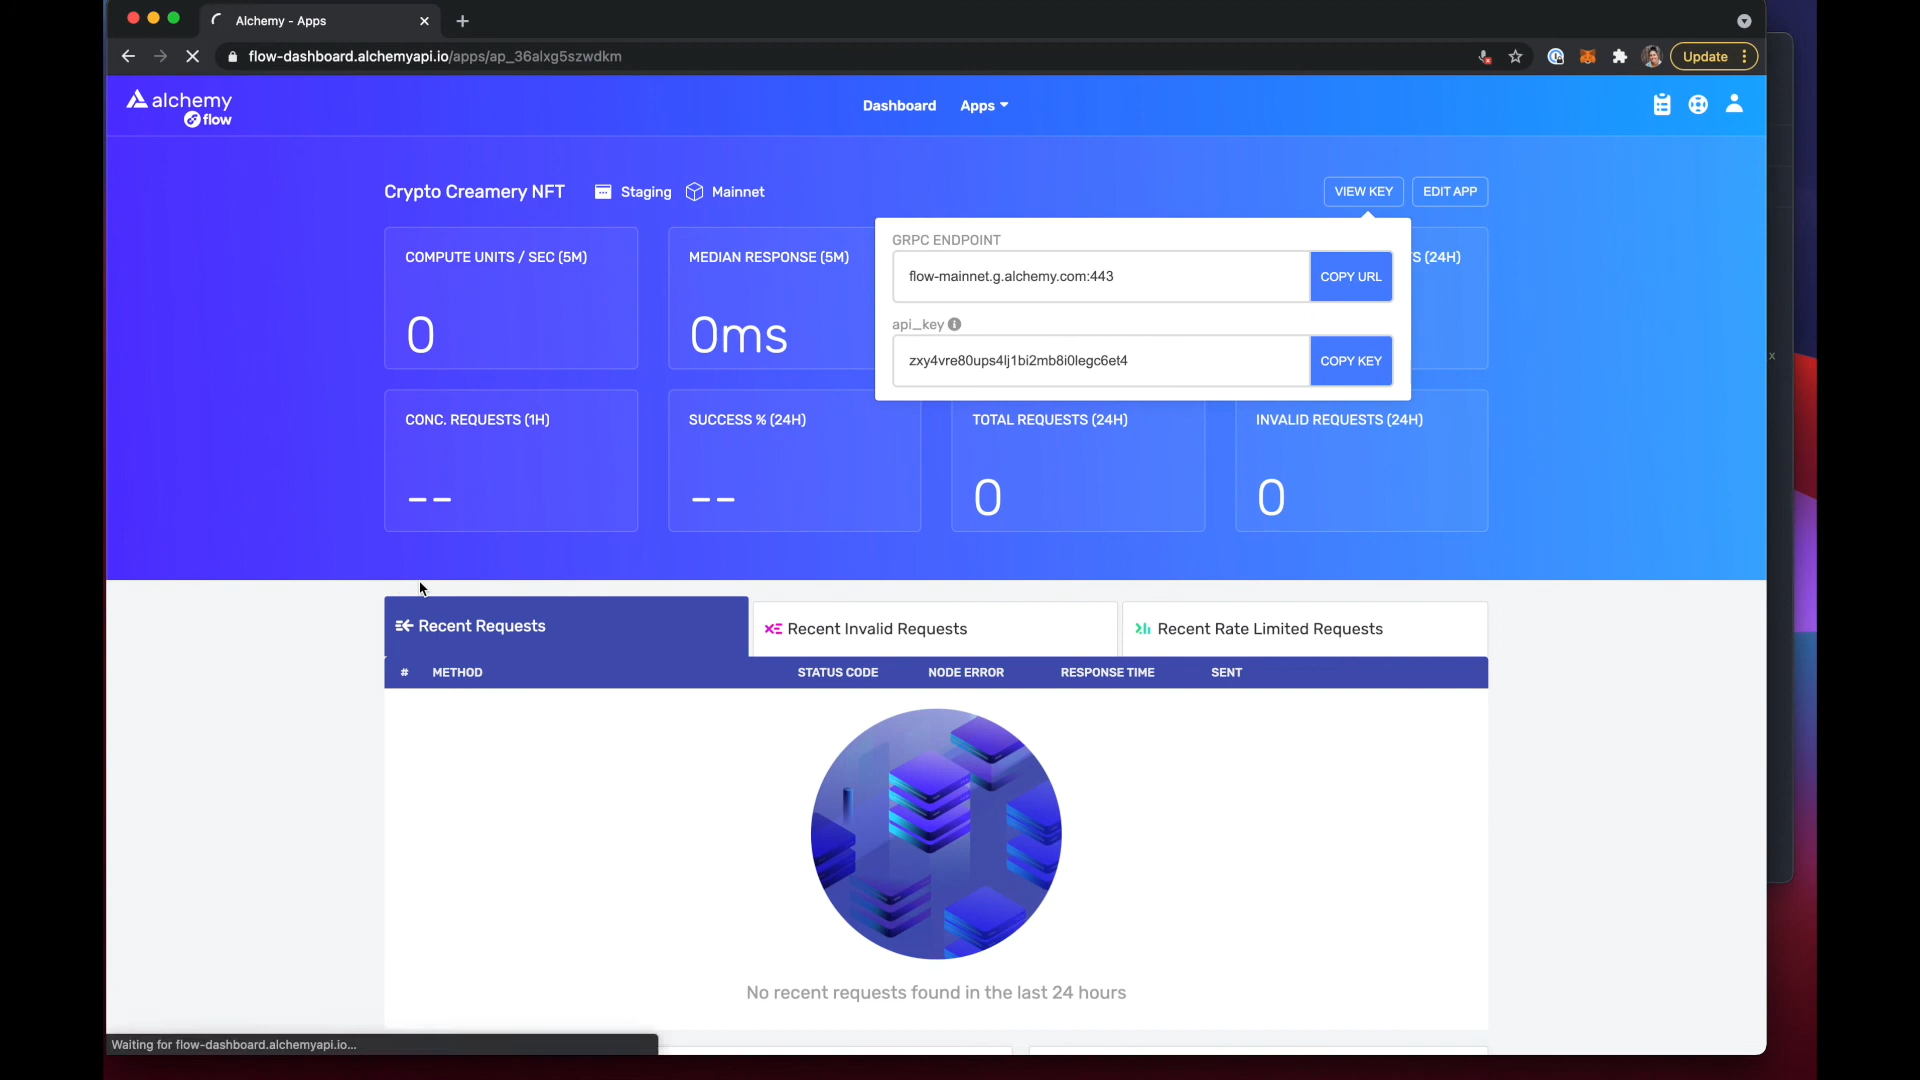 Alchemy - Apps
flow-dashboard.alchemyapi.io/apps/ap_36alxg5szwdkm
Update
alchemy
flow
Dashboard
Apps
Crypto Creamery NFT
Staging
Mainnet
VIEW KEY
EDIT APP
COMPUTE UNITS / SEC (5M)
0
MEDIAN RESPONSE (5M)
0ms
S (24H)
GRPC ENDPOINT
flow-mainnet.g.alchemy.com:443
COPY URL
api_key
zxy4vre80ups4lj1bi2mb8i0legc6et4
COPY KEY
x
CONC. REQUESTS (1H)
--
SUCCESS % (24H)
--
TOTAL REQUESTS (24H)
0
INVALID REQUESTS (24H)
0
Recent Requests
Recent Invalid Requests
Recent Rate Limited Requests
# METHOD STATUS CODE NODE ERROR RESPONSE TIME SENT
No recent requests found in the last 24 hours
Waiting for flow-dashboard.alchemyapi.io...